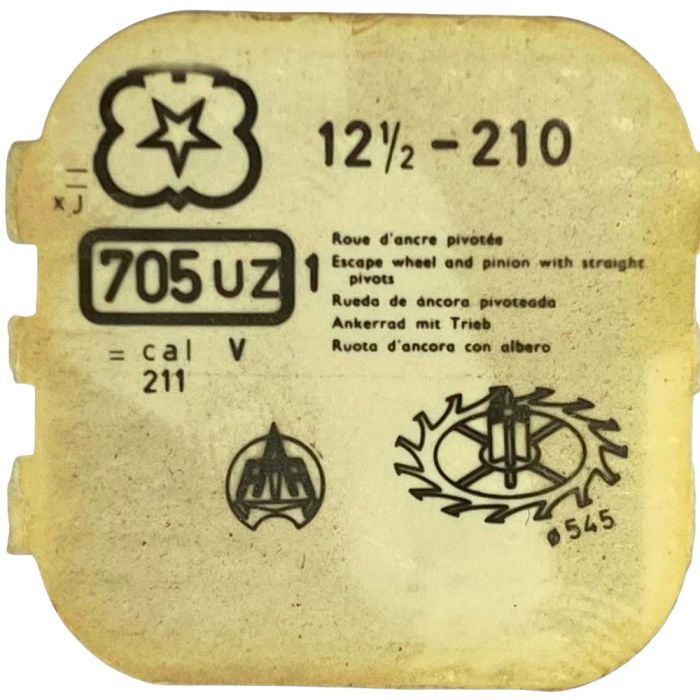 12½ - 210
x J
705 UZ 1
Roue d'ancre pivotée
Escape wheel and pinion with straight
pivots
Rueda de áncora pivoteada
Ankerrad mit Trieb
Ruota d'ancora con albero
= cal V
211
ø 545